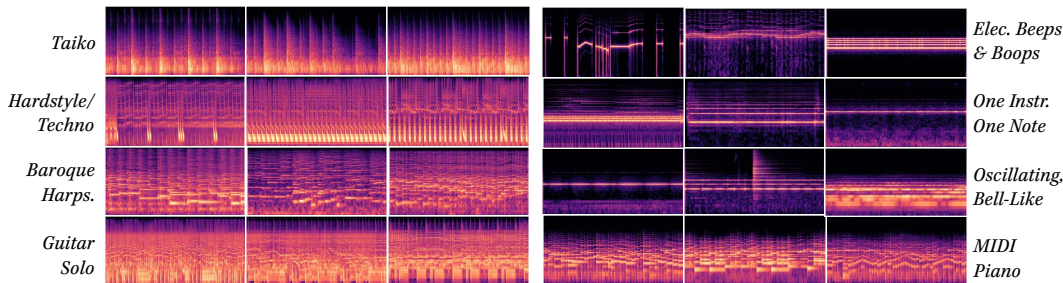 Taiko
Hardstyle/
Techno
Baroque
Harps.
Guitar
Solo
Elec. Beeps
& Boops
One Instr.
One Note
Oscillating,
Bell-Like
MIDI
Piano